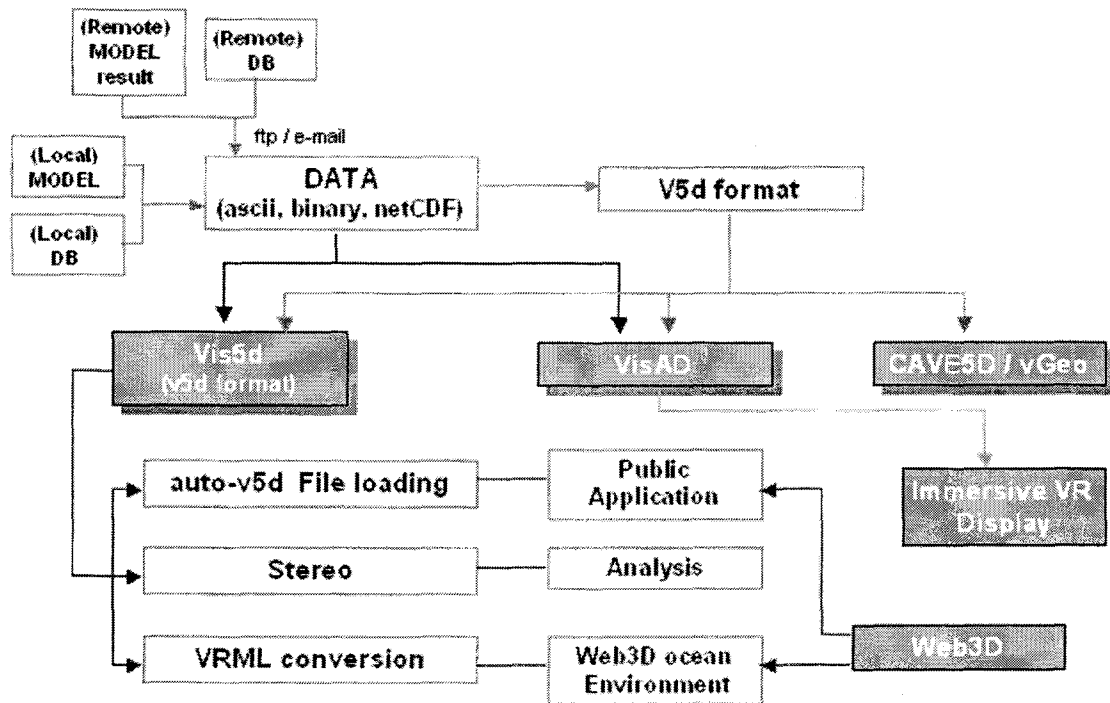 (Remote)
MODEL
result
(Remote)
DB
ftp / e-mail
(Local)
MODEL
(Local)
DB
DATA
(ascii, binary, netCDF)
V5d format
Vis5d
(v5d format)
VisAD
CAVE5D / vGeo
auto-v5d File loading
Public
Application
Immersive VR
Display
Stereo
Analysis
VRML conversion
Web3D ocean
Environment
Web3D